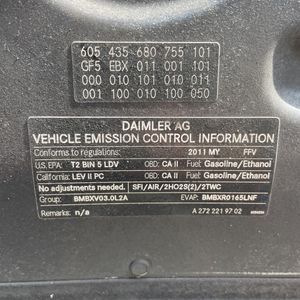 605 435 680 755 101
GF5 EBX 011 001 101
000 010 101 010 011
001 100 010 100 050
DAIMLER AG
VEHICLE EMISSION CONTROL INFORMATION
Conforms to regulations: 2011 MY FFV
U.S. EPA: T2 BIN 5 LDV OBD: CA II Fuel: Gasoline/Ethanol
California: LEV II PC OBD: CA II Fuel: Gasoline/Ethanol
No adjustments needed. SFI/AIR/2HO2S(2)/2TWC
Group: BMBXV03.0L2A EVAP: BMBXR0165LNF
Remarks: n/a A 272 221 97 02